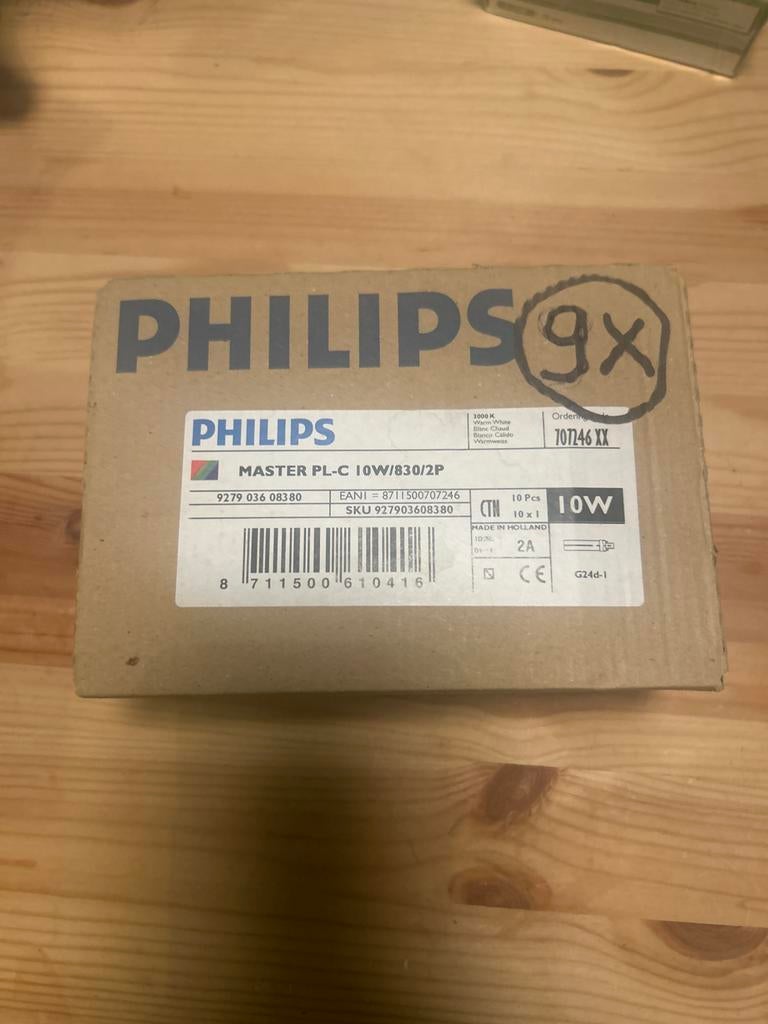 PHILIPS
9x
PHILIPS
3000 K
Warm White
Blanc Chaud
Blanco Cálido
Warmweiss
Ordering
707246 XX
MASTER PL-C 10W/830/2P
9279 036 08380
EAN1 = 8711500707246
SKU 927903608380
CTN
10 Pcs
10 x 1
10W
MADE IN HOLLAND
2A
CE
G24d-1
8 711500 610416